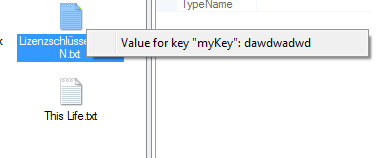 TypeName
Lizenzschlüsse
N.txt
Value for key "myKey": dawdwadwd
This Life.txt